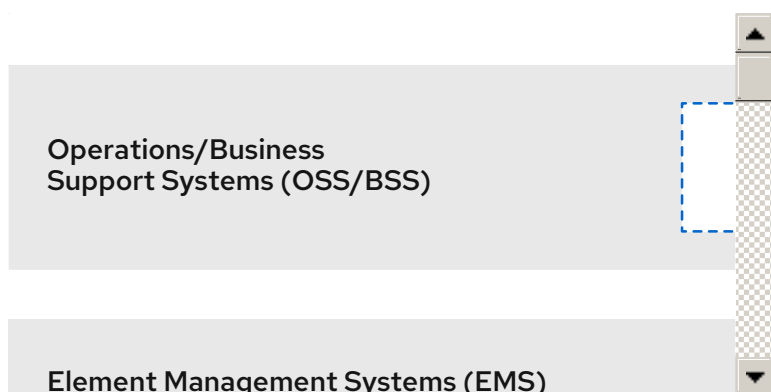 Operations/Business
Support Systems (OSS/BSS)
Element Management Systems (EMS)